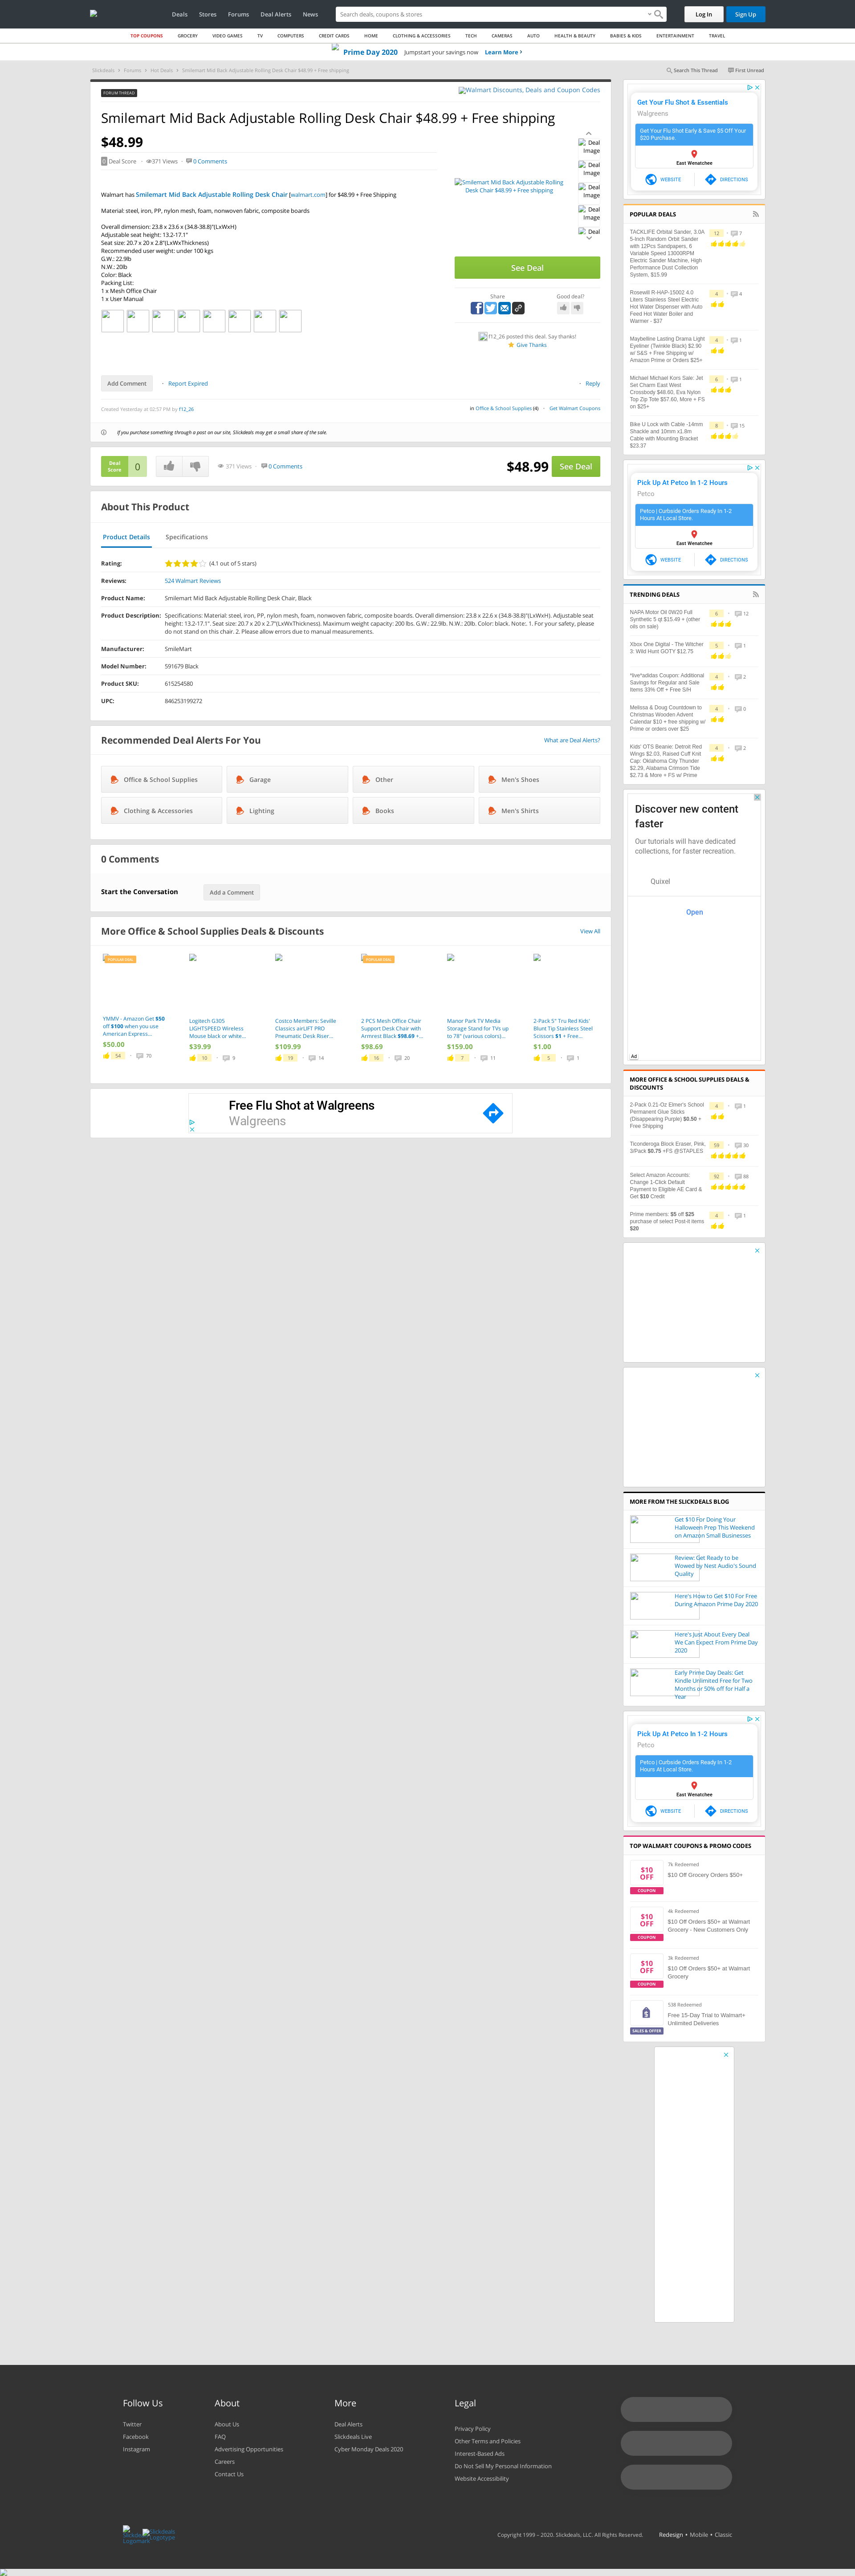 Deals Stores Forums Deal Alerts News
Search deals, coupons & stores
Log In
Sign Up
TOP COUPONS GROCERY VIDEO GAMES TV COMPUTERS CREDIT CARDS HOME CLOTHING & ACCESSORIES TECH CAMERAS AUTO HEALTH & BEAUTY BABIES & KIDS ENTERTAINMENT TRAVEL
Prime Day 2020 Jumpstart your savings now Learn More
Slickdeals Forums Hot Deals Smilemart Mid Back Adjustable Rolling Desk Chair $48.99 + Free shipping
Search This Thread First Unread
FORUM THREAD
Walmart Discounts, Deals and Coupon Codes
Smilemart Mid Back Adjustable Rolling Desk Chair $48.99 + Free shipping
$48.99
0 Deal Score 371 Views 0 Comments
Walmart has Smilemart Mid Back Adjustable Rolling Desk Chair [walmart.com] for $48.99 + Free Shipping
Material: steel, iron, PP, nylon mesh, foam, nonwoven fabric, composite boards
Overall dimension: 23.8 x 23.6 x (34.8-38.8)"(LxWxH)
Adjustable seat height: 13.2-17.1"
Seat size: 20.7 x 20 x 2.8"(LxWxThickness)
Recommended user weight: under 100 kgs
G.W.: 22.9lb
N.W.: 20lb
Color: Black
Packing List:
1 x Mesh Office Chair
1 x User Manual
Smilemart Mid Back Adjustable Rolling
Desk Chair $48.99 + Free shipping
Deal
Image
Deal
Image
Deal
Image
Deal
Image
Deal
See Deal
Share
Good deal?
f12_26 posted this deal. Say thanks!
Give Thanks
Add Comment
Report Expired
Reply
Created Yesterday at 02:57 PM by f12_26
in Office & School Supplies (4) Get Walmart Coupons
If you purchase something through a post on our site, Slickdeals may get a small share of the sale.
Deal
Score
0
371 Views 0 Comments
$48.99
See Deal
About This Product
Product Details Specifications
Rating: (4.1 out of 5 stars)
Reviews: 524 Walmart Reviews
Product Name: Smilemart Mid Back Adjustable Rolling Desk Chair, Black
Product Description: Specifications: Material: steel, iron, PP, nylon mesh, foam, nonwoven fabric, composite boards. Overall dimension: 23.8 x 22.6 x (34.8-38.8)"(LxWxH). Adjustable seat
height: 13.2-17.1". Seat size: 20.7 x 20 x 2.7"(LxWxThickness). Maximum weight capacity: 200 lbs. G.W.: 22.9lb. N.W.: 20lb. Color: black. Note:. 1. For your safety, please
do not stand on this chair. 2. Please allow errors due to manual measurements.
Manufacturer: SmileMart
Model Number: 591679 Black
Product SKU: 615254580
UPC: 846253199272
Recommended Deal Alerts For You
What are Deal Alerts?
Office & School Supplies
Garage
Other
Men's Shoes
Clothing & Accessories
Lighting
Books
Men's Shirts
0 Comments
Start the Conversation
Add a Comment
More Office & School Supplies Deals & Discounts
View All
POPULAR DEAL
YMMV - Amazon Get $50
off $100 when you use
American Express...
$50.00
54 79
Logitech G305
LIGHTSPEED Wireless
Mouse black or white...
$39.99
10 9
Costco Members: Seville
Classics airLIFT PRO
Pneumatic Desk Riser...
$109.99
19 14
POPULAR DEAL
2 PCS Mesh Office Chair
Support Desk Chair with
Armrest Black $98.69 +...
$98.69
16 20
Manor Park TV Media
Storage Stand for TVs up
to 78" (various colors)...
$159.00
7 11
2-Pack 5" Tru Red Kids'
Blunt Tip Stainless Steel
Scissors $1 + Free...
$1.00
5 1
Free Flu Shot at Walgreens
Walgreens
Get Your Flu Shot & Essentials
Walgreens
Get Your Flu Shot Early & Save $5 Off Your
$20 Purchase.
East Wenatchee
WEBSITE
DIRECTIONS
POPULAR DEALS
TACKLIFE Orbital Sander, 3.0A
5-Inch Random Orbit Sander
with 12Pcs Sandpapers, 6
Variable Speed 13000RPM
Electric Sander Machine, High
Performance Dust Collection
System, $15.99
12 7
Rosewill R-HAP-15002 4.0
Liters Stainless Steel Electric
Hot Water Dispenser with Auto
Feed Hot Water Boiler and
Warmer - $37
4 4
Maybelline Lasting Drama Light
Eyeliner (Twinkle Black) $2.90
w/ S&S + Free Shipping w/
Amazon Prime or Orders $25+
4 1
Michael Michael Kors Sale: Jet
Set Charm East West
Crossbody $48.60, Eva Nylon
Top Zip Tote $57.60, More + FS
on $25+
6 1
Bike U Lock with Cable -14mm
Shackle and 10mm x1.8m
Cable with Mounting Bracket
$23.37
8 15
Pick Up At Petco In 1-2 Hours
Petco
Petco | Curbside Orders Ready In 1-2
Hours At Local Store.
East Wenatchee
WEBSITE
DIRECTIONS
TRENDING DEALS
NAPA Motor Oil 0W20 Full
Synthetic 5 qt $15.49 + (other
oils on sale)
6 12
Xbox One Digital - The Witcher
3: Wild Hunt GOTY $12.75
5 1
*live*adidas Coupon: Additional
Savings for Regular and Sale
Items 33% Off + Free S/H
4 2
Melissa & Doug Countdown to
Christmas Wooden Advent
Calendar $10 + free shipping w/
Prime or orders over $25
4 0
Kids' OTS Beanie: Detroit Red
Wings $2.03, Raised Cuff Knit
Cap: Oklahoma City Thunder
$2.29, Alabama Crimson Tide
$2.73 & More + FS w/ Prime
4 2
Discover new content
faster
Our tutorials will have dedicated
collections, for faster recreation.
Quixel
Open
Ad
MORE OFFICE & SCHOOL SUPPLIES DEALS &
DISCOUNTS
2-Pack 0.21-Oz Elmer's School
Permanent Glue Sticks
(Disappearing Purple) $0.50 +
Free Shipping
4 1
Ticonderoga Block Eraser, Pink,
3/Pack $0.75 +FS @STAPLES
59 30
Select Amazon Accounts:
Change 1-Click Default
Payment to Eligible AE Card &
Get $10 Credit
92 88
Prime members: $5 off $25
purchase of select Post-it items
$20
4 1
MORE FROM THE SLICKDEALS BLOG
Get $10 For Doing Your
Halloween Prep This Weekend
on Amazon Small Businesses
Review: Get Ready to be
Wowed by Nest Audio's Sound
Quality
Here's How to Get $10 For Free
During Amazon Prime Day 2020
Here's Just About Every Deal
We Can Expect From Prime Day
2020
Early Prime Day Deals: Get
Kindle Unlimited Free for Two
Months or 50% off for Half a
Year
Pick Up At Petco In 1-2 Hours
Petco
Petco | Curbside Orders Ready In 1-2
Hours At Local Store.
East Wenatchee
WEBSITE
DIRECTIONS
TOP WALMART COUPONS & PROMO CODES
$10
OFF
COUPON
7k Redeemed
$10 Off Grocery Orders $50+
$10
OFF
COUPON
4k Redeemed
$10 Off Orders $50+ at Walmart
Grocery - New Customers Only
$10
OFF
COUPON
3k Redeemed
$10 Off Orders $50+ at Walmart
Grocery
SALES & OFFER
538 Redeemed
Free 15-Day Trial to Walmart+
Unlimited Deliveries
Follow Us
Twitter
Facebook
Instagram
About
About Us
FAQ
Advertising Opportunities
Careers
Contact Us
More
Deal Alerts
Slickdeals Live
Cyber Monday Deals 2020
Legal
Privacy Policy
Other Terms and Policies
Interest-Based Ads
Do Not Sell My Personal Information
Website Accessibility
Slickdeals
Logotype
Copyright 1999 – 2020. Slickdeals, LLC. All Rights Reserved.
Redesign • Mobile • Classic